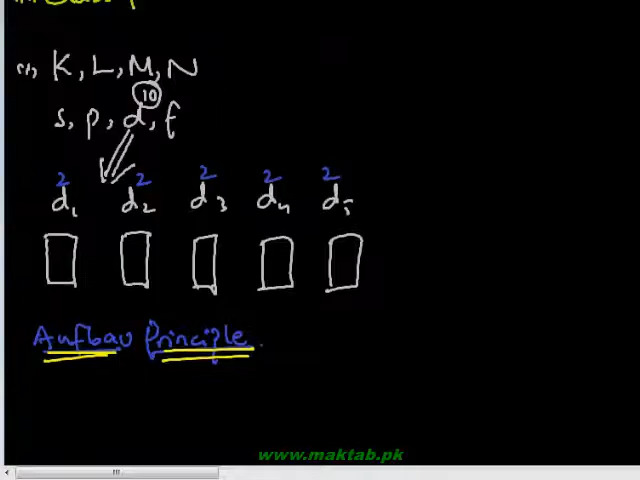 K, L, M, N
10
s, p, d, f
2 2 2 2 2
d1 d2 d3 d4 d5
Aufbau Principle.
www.maktab.pk